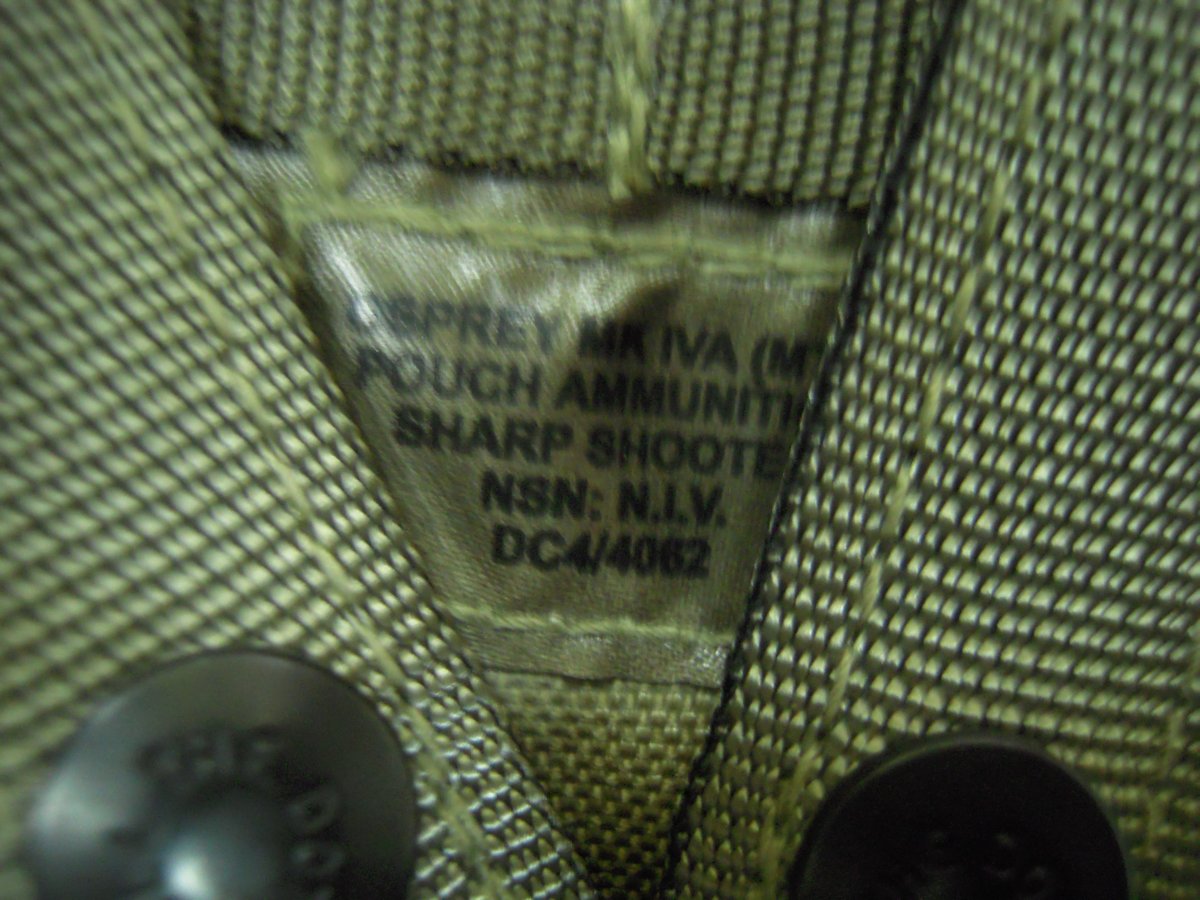 OSPREY MK IVA (M
POUCH AMMUNITI
SHARP SHOOTE
NSN: N.I.V.
DC4/4062